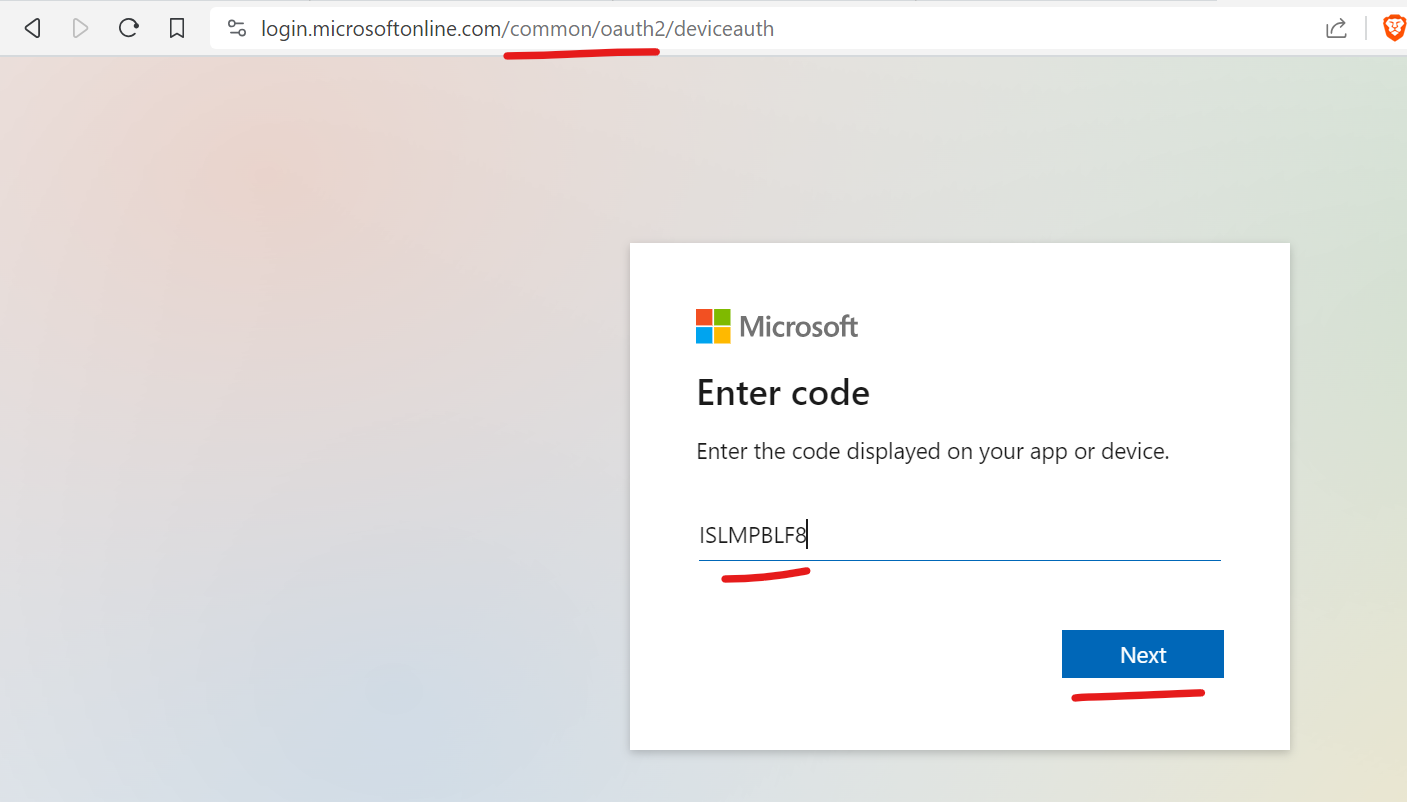 login.microsoftonline.com/common/oauth2/deviceauth
Microsoft
Enter code
Enter the code displayed on your app or device.
ISLMPBLF8
Next